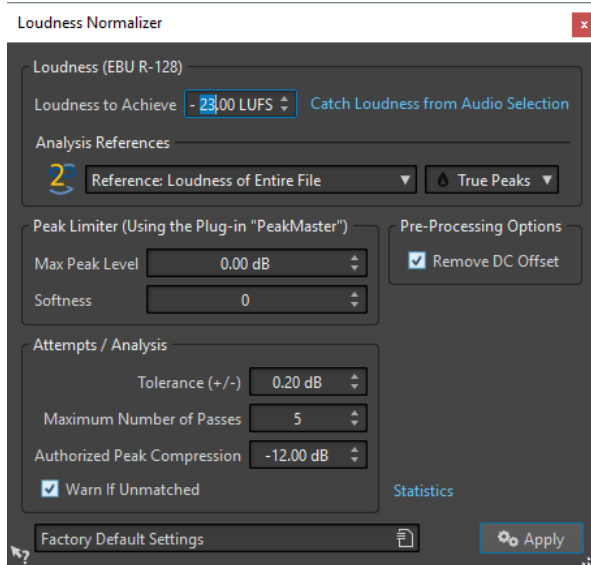 Loudness Normalizer
x
Loudness (EBU R-128)
Loudness to Achieve - 23.00 LUFS Catch Loudness from Audio Selection
Analysis References
2 Reference: Loudness of Entire File True Peaks
Peak Limiter (Using the Plug-in "PeakMaster")
Pre-Processing Options
Max Peak Level 0.00 dB
Remove DC Offset
Softness 0
Attempts / Analysis
Tolerance (+/-) 0.20 dB
Maximum Number of Passes 5
Authorized Peak Compression -12.00 dB
Warn If Unmatched
Statistics
Factory Default Settings
Apply
?